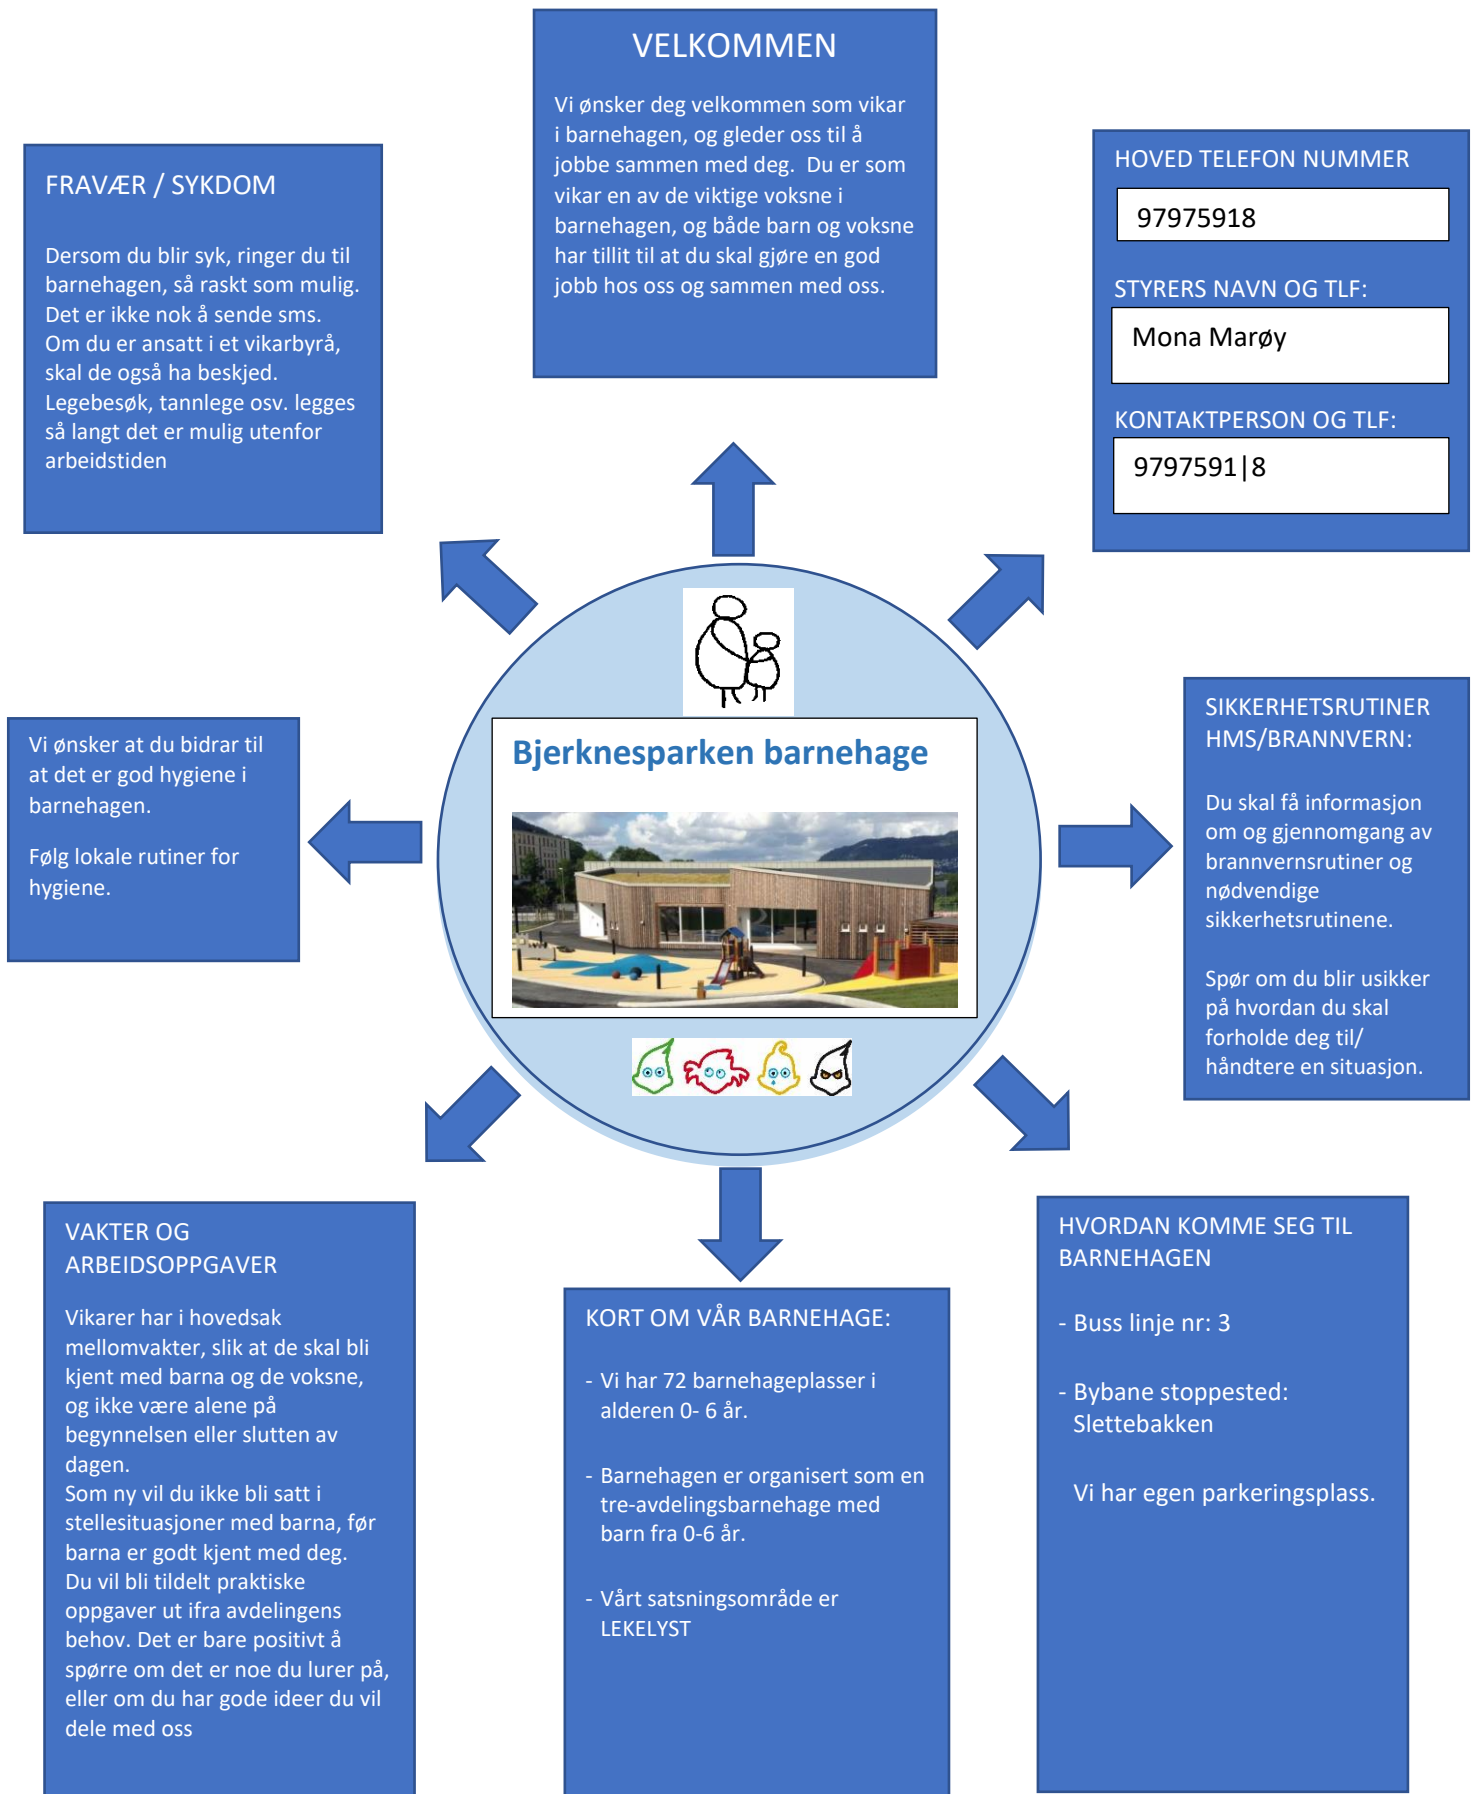 VELKOMMEN
Vi ønsker deg velkommen som vikar
i barnehagen, og gleder oss til å
jobbe sammen med deg.  Du er som
vikar en av de viktige voksne i
barnehagen, og både barn og voksne
har tillit til at du skal gjøre en god
jobb hos oss og sammen med oss.
FRAVÆR / SYKDOM
Dersom du blir syk, ringer du til
barnehagen, så raskt som mulig.
Det er ikke nok å sende sms.
Om du er ansatt i et vikarbyrå,
skal de også ha beskjed.
Legebesøk, tannlege osv. legges
så langt det er mulig utenfor
arbeidstiden
HOVED TELEFON NUMMER
97975918
STYRERS NAVN OG TLF:
Mona Marøy
KONTAKTPERSON OG TLF:
9797591|8
Vi ønsker at du bidrar til
at det er god hygiene i
barnehagen.
Følg lokale rutiner for
hygiene.
Bjerknesparken barnehage
SIKKERHETSRUTINER
HMS/BRANNVERN:
Du skal få informasjon
om og gjennomgang av
brannvernsrutiner og
nødvendige
sikkerhetsrutinene.
Spør om du blir usikker
på hvordan du skal
forholde deg til/
håndtere en situasjon.
VAKTER OG
ARBEIDSOPPGAVER
Vikarer har i hovedsak
mellomvakter, slik at de skal bli
kjent med barna og de voksne,
og ikke være alene på
begynnelsen eller slutten av
dagen.
Som ny vil du ikke bli satt i
stellesituasjoner med barna, før
barna er godt kjent med deg.
Du vil bli tildelt praktiske
oppgaver ut ifra avdelingens
behov. Det er bare positivt å
spørre om det er noe du lurer på,
eller om du har gode ideer du vil
dele med oss
KORT OM VÅR BARNEHAGE:
- Vi har 72 barnehageplasser i
alderen 0- 6 år.
- Barnehagen er organisert som en
tre-avdelingsbarnehage med
barn fra 0-6 år.
- Vårt satsningsområde er
LEKELYST
HVORDAN KOMME SEG TIL
BARNEHAGEN
- Buss linje nr: 3
- Bybane stoppested:
Slettebakken
Vi har egen parkeringsplass.